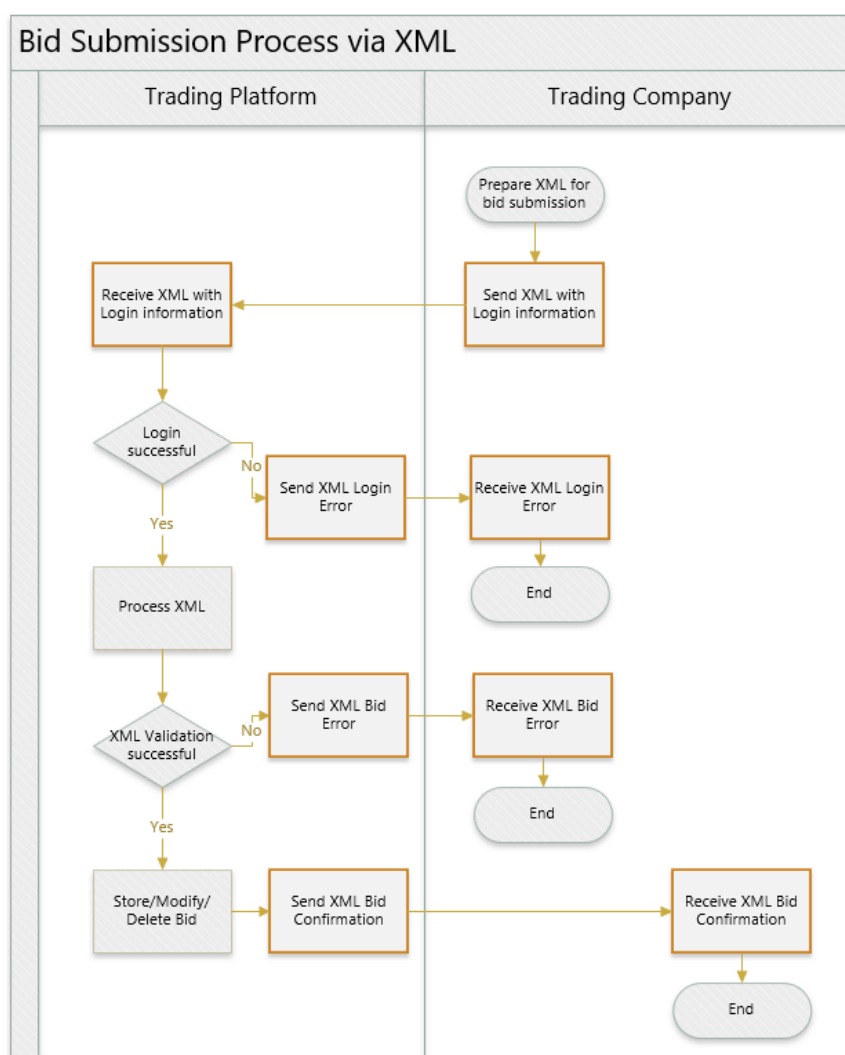 Bid Submission Process via XML
Trading Platform
Trading Company
Prepare XML for
bid submission
Receive XML with
Login information
Send XML with
Login information
Login
successful
No
Send XML Login
Error
Receive XML Login
Error
Yes
End
Process XML
XML Validation
successful
No
Send XML Bid
Error
Receive XML Bid
Error
End
Yes
Store/Modify/
Delete Bid
Send XML Bid
Confirmation
Receive XML Bid
Confirmation
End